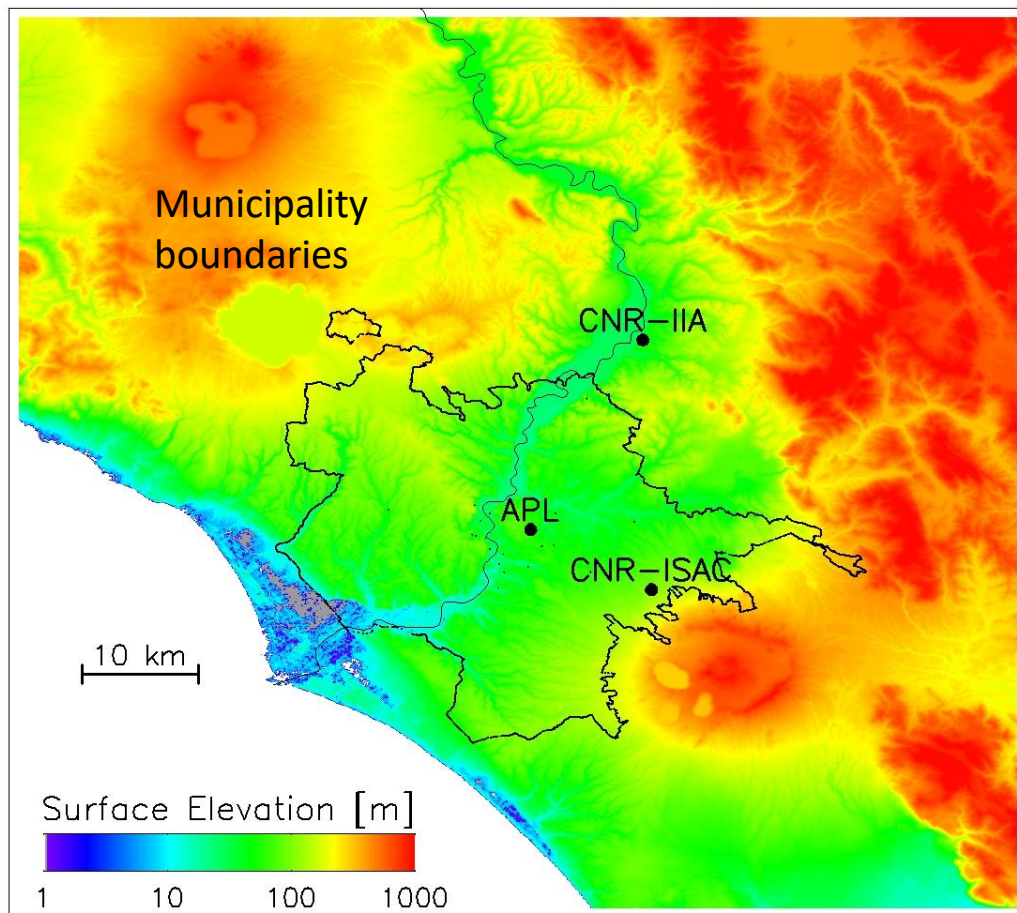 Municipality
boundaries
CNR-IIA
APL
CNR-ISAC
10 km
Surface Elevation [m]
1 10 100 1000